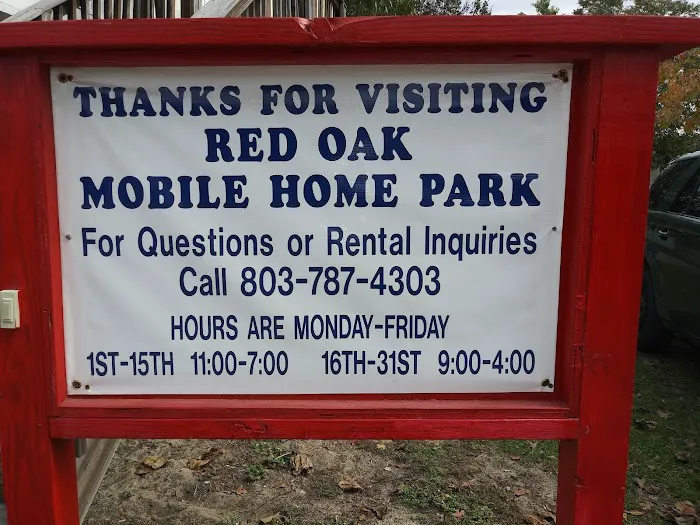 THANKS FOR VISITING
RED OAK
MOBILE HOME PARK
For Questions or Rental Inquiries
Call 803-787-4303
HOURS ARE MONDAY-FRIDAY
1ST-15TH 11:00-7:00 16TH-31ST 9:00-4:00